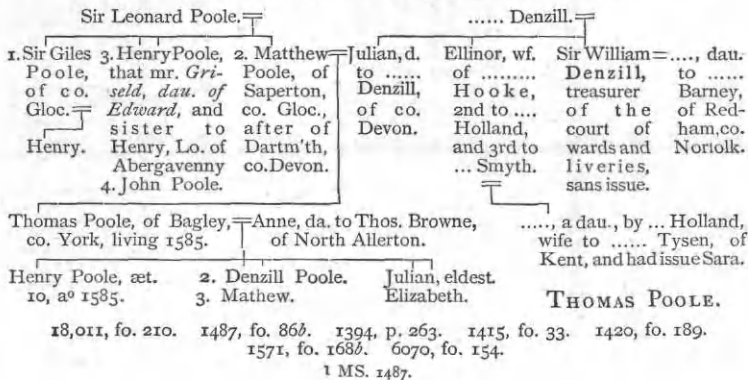 Sir Leonard Poole. ...... Denzill.
1. Sir Giles 3. Henry Poole, 2. Matthew Julian, d. Ellinor, wf. Sir William = ...., dau.
Poole, that mr. Gri- Poole, of to ...... of ......... Denzill, to ......
of co. seld, dau. of Saperton, Denzill, Hooke, treasurer Barney,
Gloc. Edward, and co. Gloc., of co. 2nd to .... of the of Red-
sister to after of Devon. Holland, court of ham, co.
Henry. Henry, Lo. of Dartm'th, and 3rd to wards and Norfolk.
Abergavenny co. Devon. ... Smyth. liveries,
4. John Poole. sans issue.
Thomas Poole, of Bagley, Anne, da. to Thos. Browne, ....., a dau., by ... Holland,
co. York, living 1585. of North Allerton. wife to ...... Tysen, of
Kent, and had issue Sara.
Henry Poole, æt. 2. Denzill Poole. Julian, eldest.
10, aº 1585. 3. Mathew. Elizabeth. THOMAS POOLE.
18,011, fo. 210. 1487, fo. 86b. 1394, p. 263. 1415, fo. 33. 1420, fo. 189.
1571, fo. 168b. 6070, fo. 154.
1 MS. 1487.